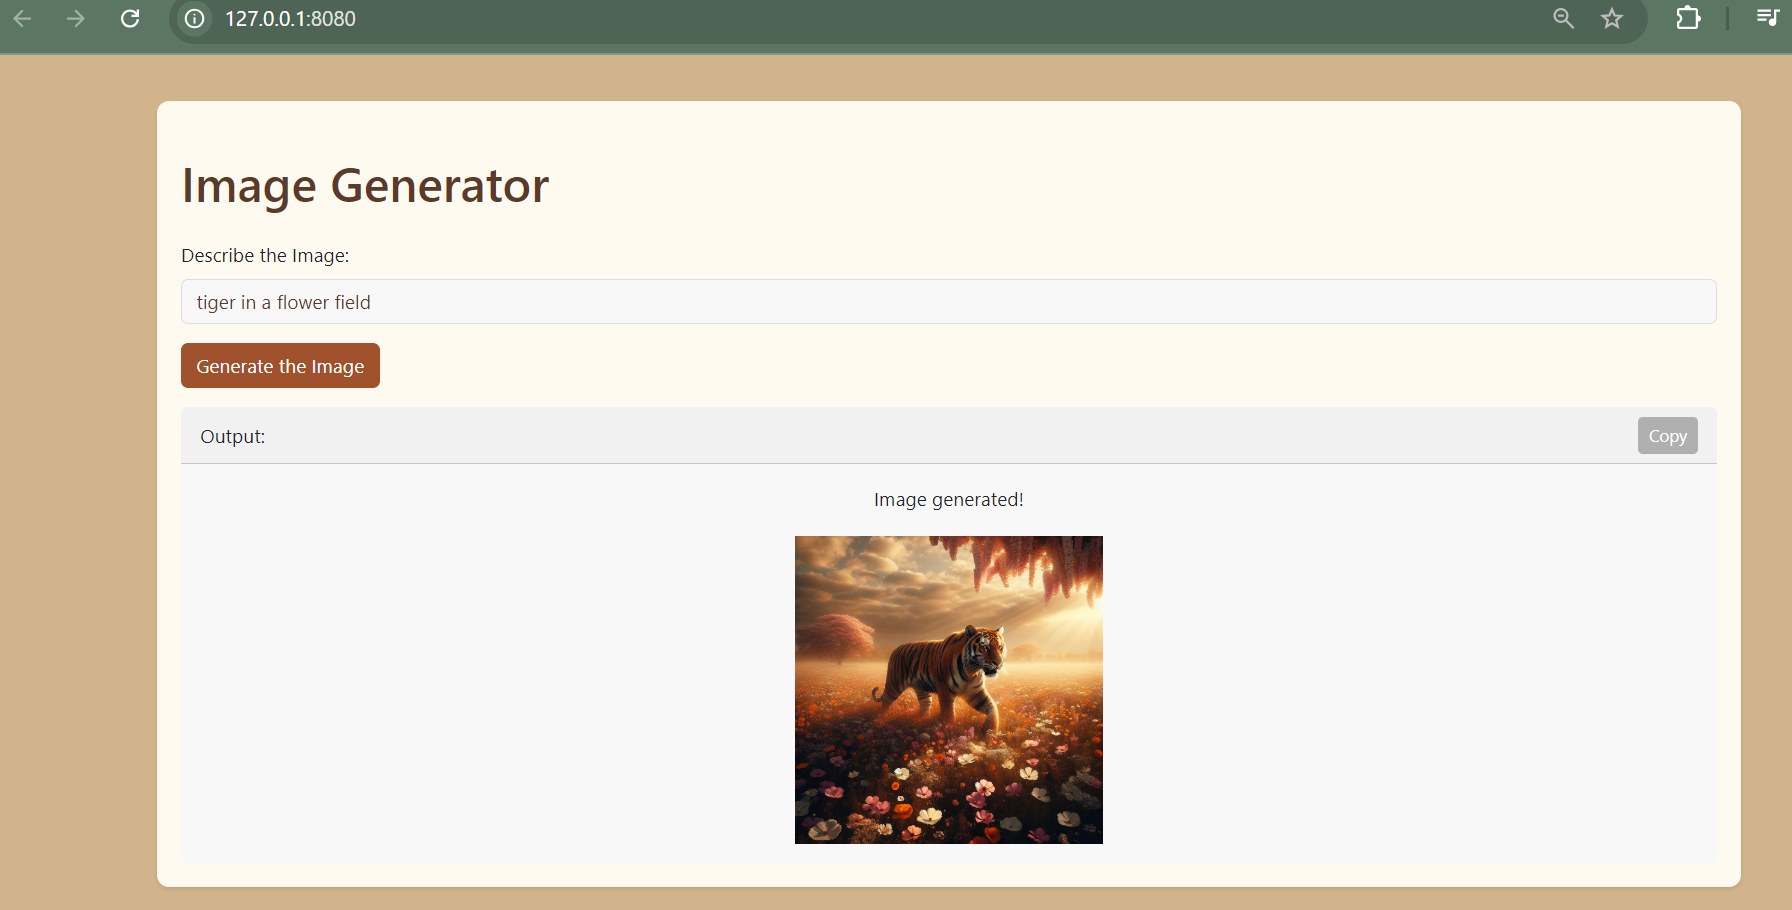 127.0.0.1:8080
Image Generator
Describe the Image:
tiger in a flower field
Generate the Image
Output:
Copy
Image generated!